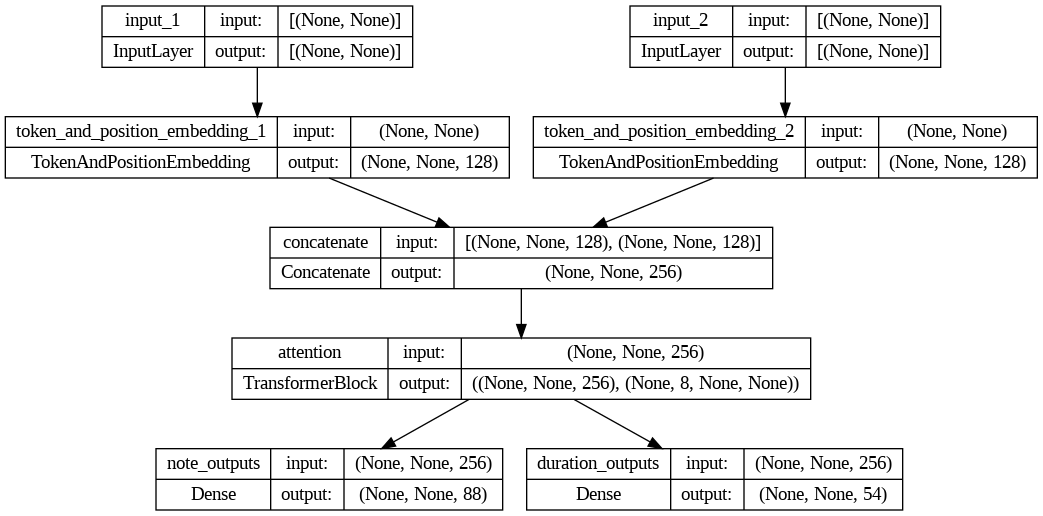 input_1 input: [(None, None)]
InputLayer output: [(None, None)]
input_2 input: [(None, None)]
InputLayer output: [(None, None)]
token_and_position_embedding_1 input: (None, None)
TokenAndPositionEmbedding output: (None, None, 128)
token_and_position_embedding_2 input: (None, None)
TokenAndPositionEmbedding output: (None, None, 128)
concatenate input: [(None, None, 128), (None, None, 128)]
Concatenate output: (None, None, 256)
attention input: (None, None, 256)
TransformerBlock output: ((None, None, 256), (None, 8, None, None))
note_outputs input: (None, None, 256)
Dense output: (None, None, 88)
duration_outputs input: (None, None, 256)
Dense output: (None, None, 54)